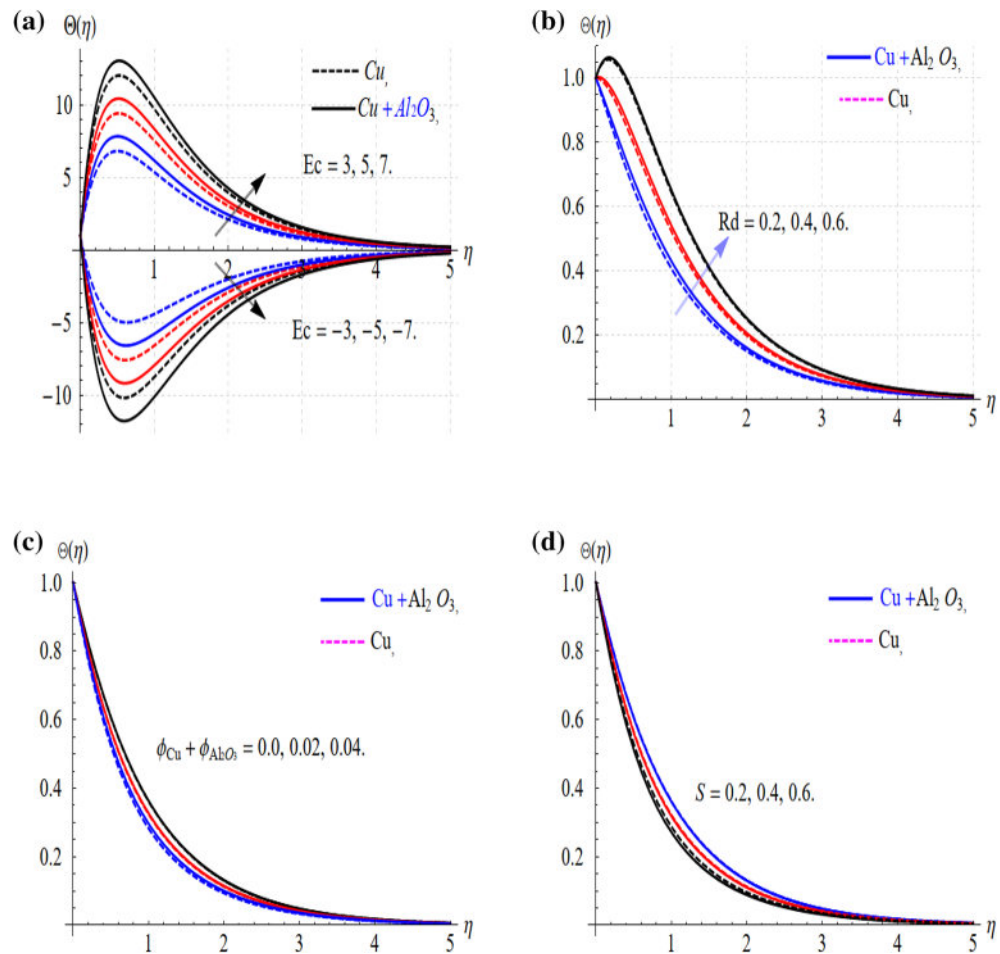 (a)
Θ(η)
10
5
−5
−10
1
2
3
4
5
η
Cu,
Cu + Al₂O₃,
Ec = 3, 5, 7.
Ec = −3, −5, −7.
(b)
Θ(η)
1.0
0.8
0.6
0.4
0.2
1
2
3
4
5
η
Cu + Al₂ O₃,
Cu,
Rd = 0.2, 0.4, 0.6.
(c)
Θ(η)
1.0
0.8
0.6
0.4
0.2
1
2
3
4
5
η
Cu + Al₂ O₃,
Cu,
ϕCu + ϕAl₂O₃ = 0.0, 0.02, 0.04.
(d)
Θ(η)
1.0
0.8
0.6
0.4
0.2
1
2
3
4
5
η
Cu + Al₂ O₃,
Cu,
S = 0.2, 0.4, 0.6.